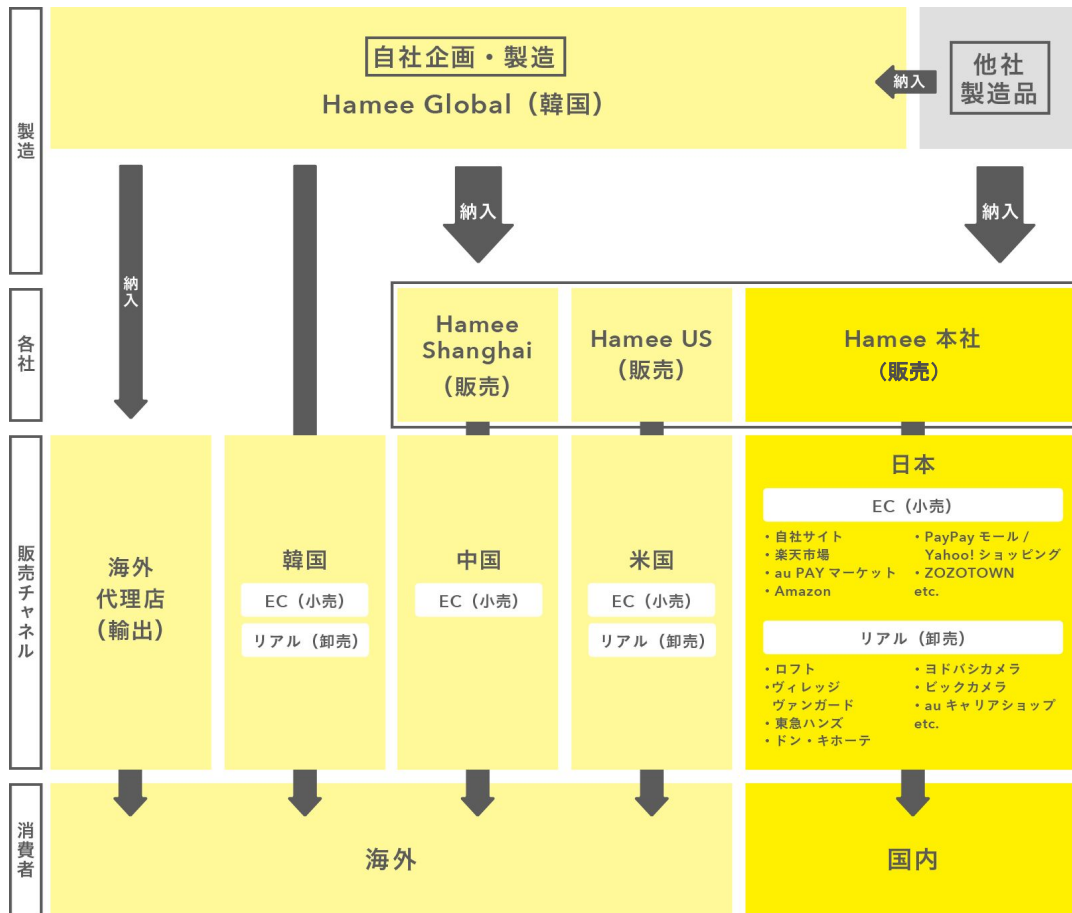 製造
自社企画・製造
Hamee Global（韓国）
納入
他社
製造品
納入
納入
納入
各社
Hamee
Shanghai
（販売）
Hamee US
（販売）
Hamee 本社
（販売）
販売チャネル
海外
代理店
（輸出）
韓国
EC（小売）
リアル（卸売）
中国
EC（小売）
米国
EC（小売）
リアル（卸売）
日本
EC（小売）
・自社サイト
・楽天市場
・au PAY マーケット
・Amazon
・PayPay モール /
Yahoo! ショッピング
・ZOZOTOWN
etc.
リアル（卸売）
・ロフト
・ヴィレッジ
ヴァンガード
・東急ハンズ
・ドン・キホーテ
・ヨドバシカメラ
・ビックカメラ
・au キャリアショップ
etc.
消費者
海外
国内